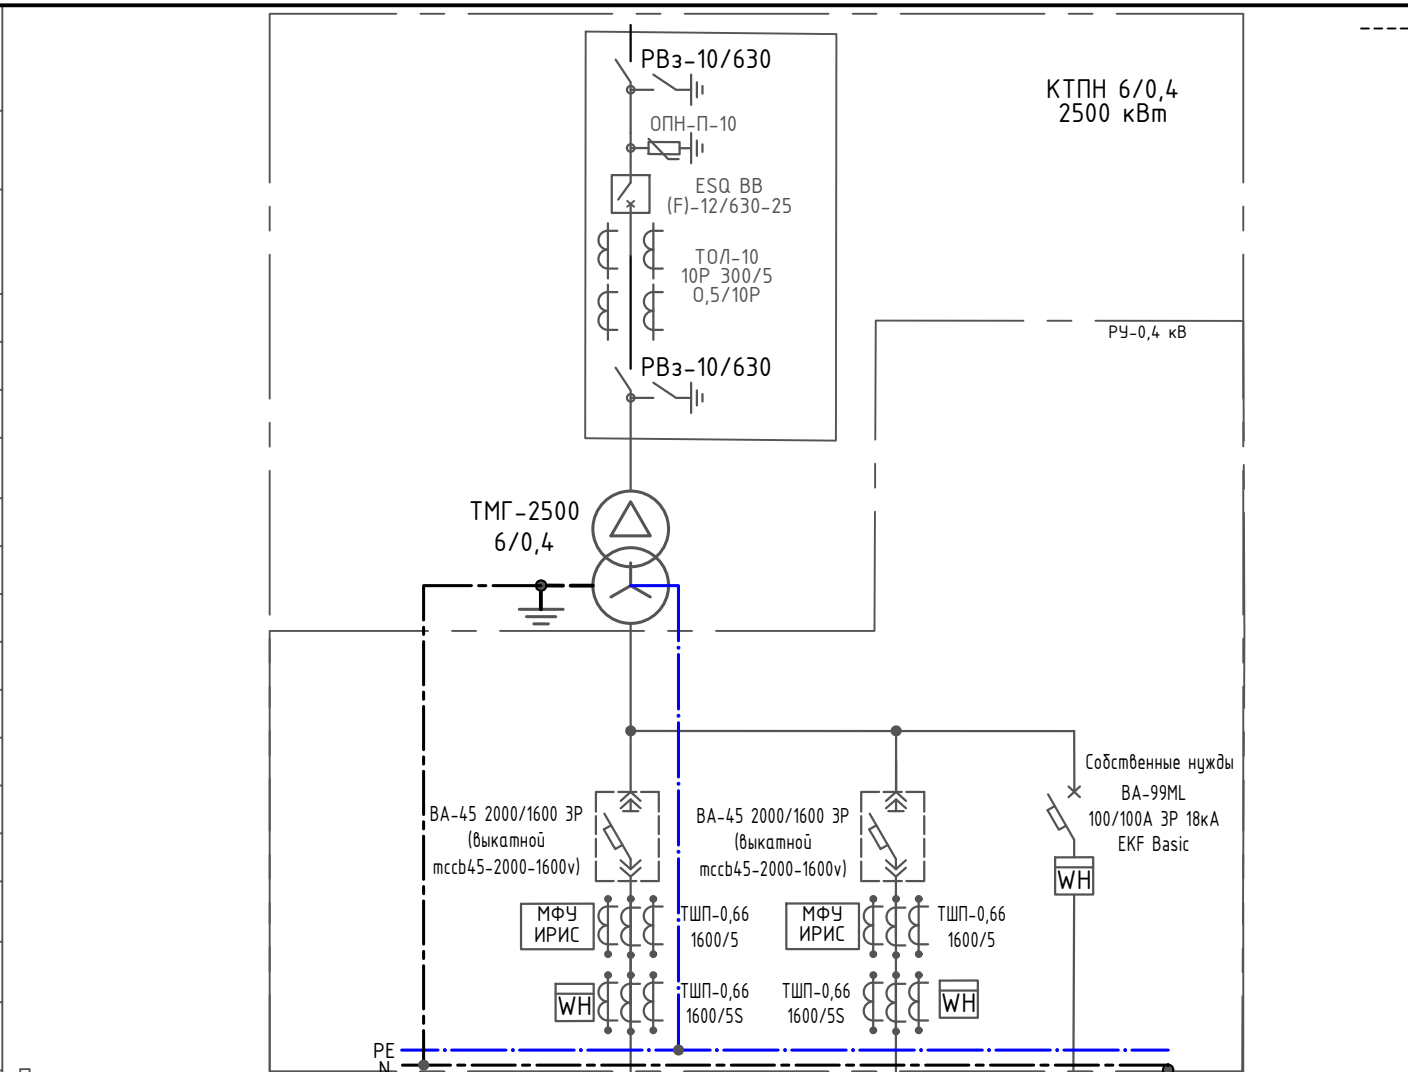 РВз-10/630
КТПН 6/0,4
2500 кВт
ОПН-П-10
ESQ ВВ
(F)-12/630-25
ТОЛ-10
10Р 300/5
0,5/10Р
РУ-0,4 кВ
РВз-10/630
ТМГ-2500
6/0,4
Собственные нужды
ВА-99ML
100/100А 3Р 18кА
EKF Basic
ВА-45 2000/1600 3Р
(выкатной
mccb45-2000-1600v)
ВА-45 2000/1600 3Р
(выкатной
mccb45-2000-1600v)
WH
МФУ
ИРИС
ТШП-0,66
1600/5
МФУ
ИРИС
ТШП-0,66
1600/5
WH
ТШП-0,66
1600/5S
ТШП-0,66
1600/5S
WH
PE
N